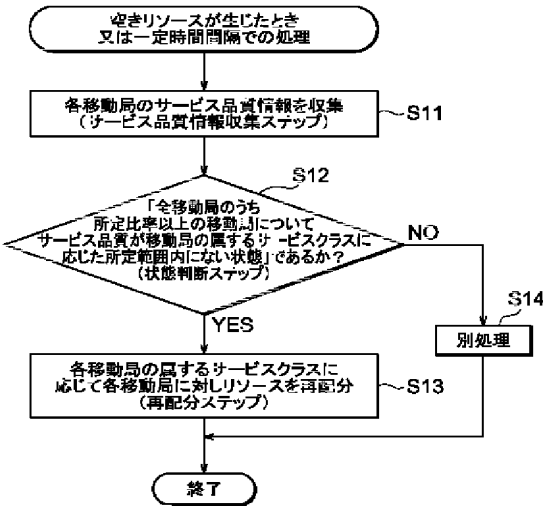 空きリソースが生じたとき
又は一定時間間隔での処理
各移動局のサービス品質情報を収集
(サービス品質情報収集ステップ)
S11
S12
「全移動局のうち
所定比率以上の移動局について
サービス品質が移動局の属するサービスクラスに
応じた所定範囲内にない状態」であるか？
(状態判断ステップ)
NO
YES
S14
別処理
各移動局の属するサービスクラスに
応じて各移動局に対しリソースを再配分
(再配分ステップ)
S13
終了